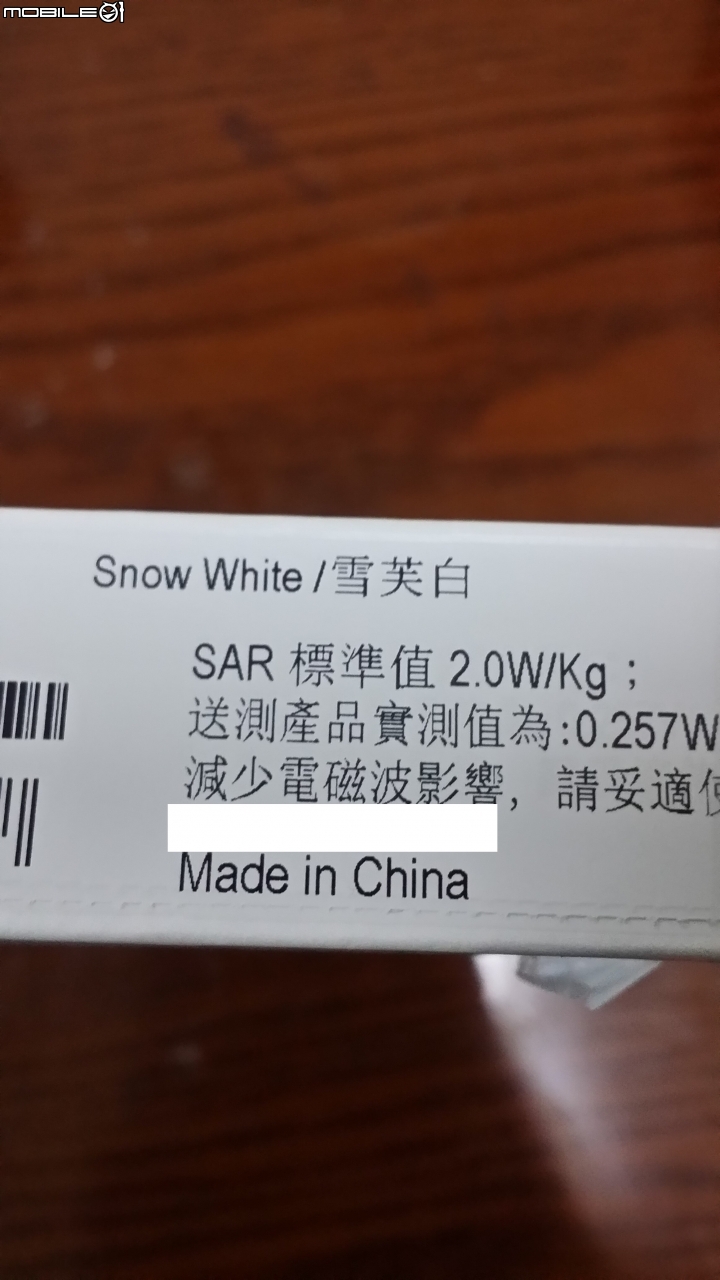 MOBILE01
Snow White /雪芙白
SAR 標準值 2.0W/Kg；
送測產品實測值為:0.257W
減少電磁波影響，請妥適使
Made in China